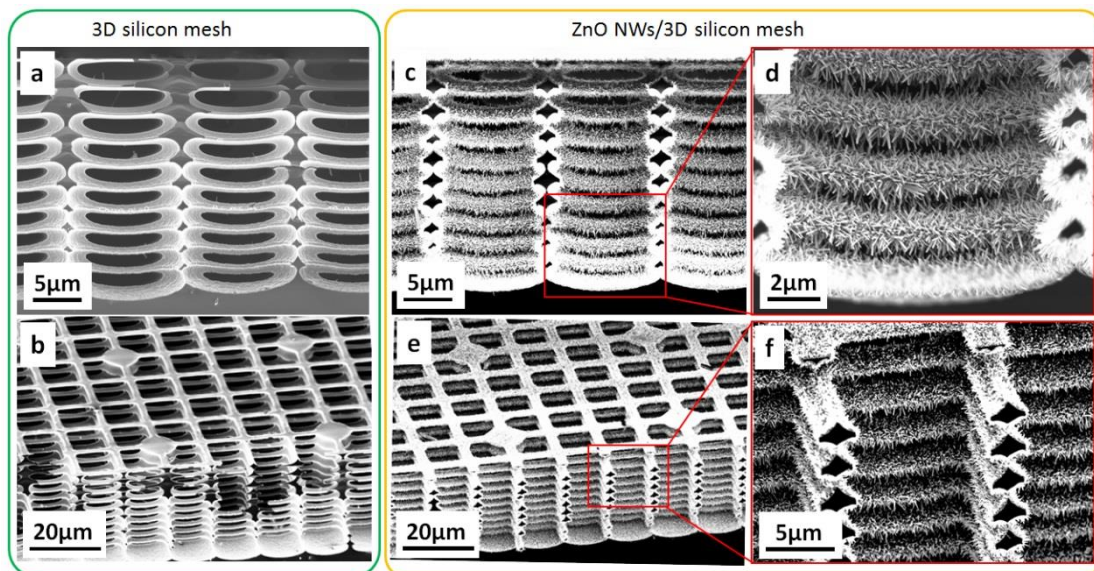 3D silicon mesh
ZnO NWs/3D silicon mesh
a
5μm
c
5μm
d
2μm
b
20μm
e
20μm
f
5μm